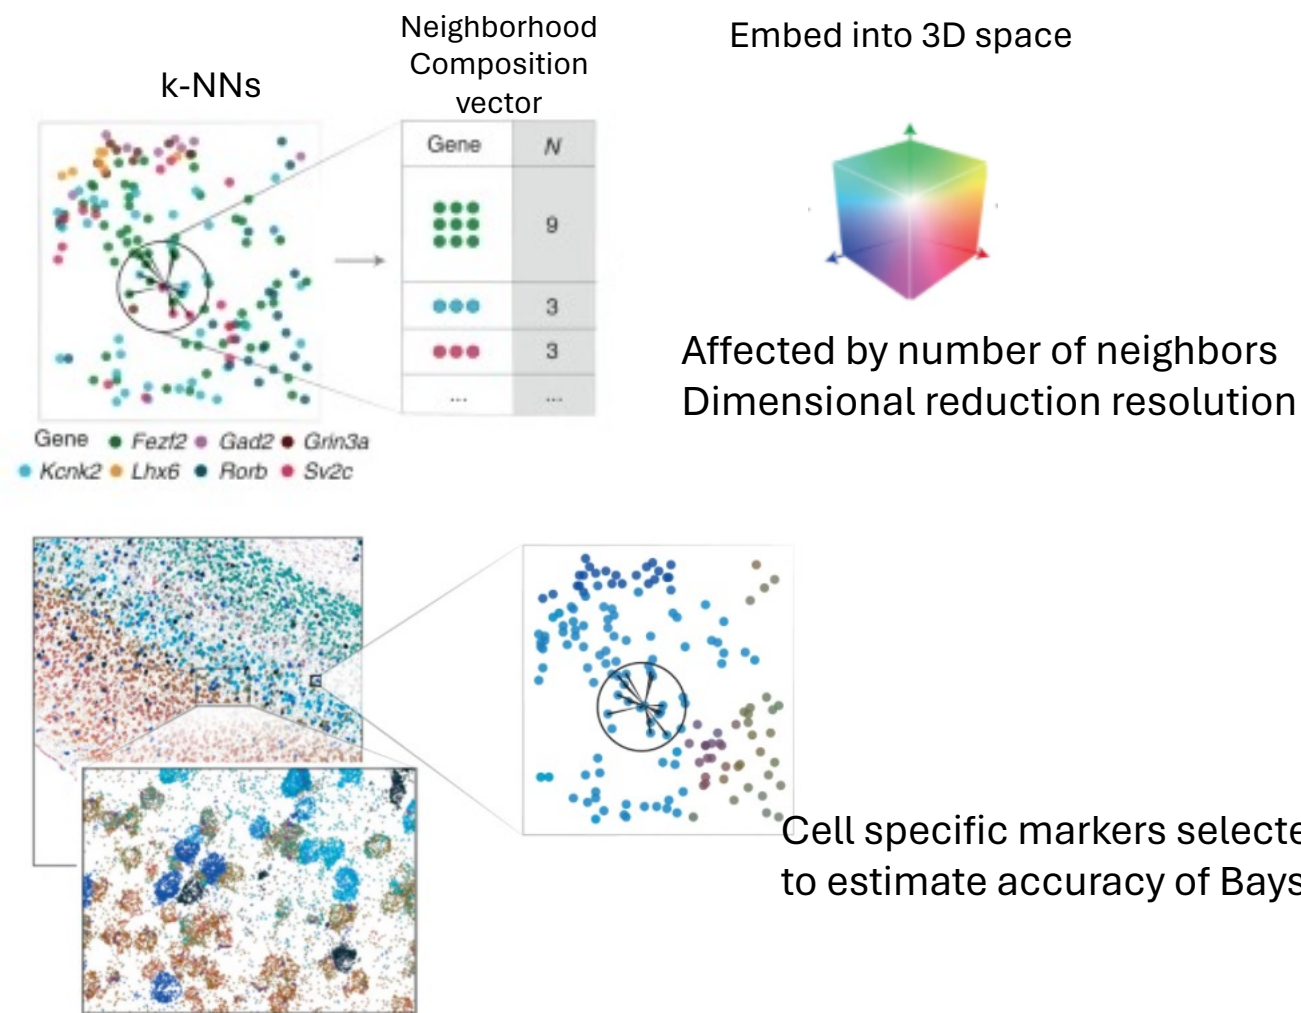 k-NNs
Neighborhood
Composition
vector
Embed into 3D space
Gene N
9
3
3
... ...
Affected by number of neighbors
Dimensional reduction resolution
Gene Fezf2 Gad2 Grin3a
Kcnk2 Lhx6 Rorb Sv2c
Cell specific markers selecte
to estimate accuracy of Bays